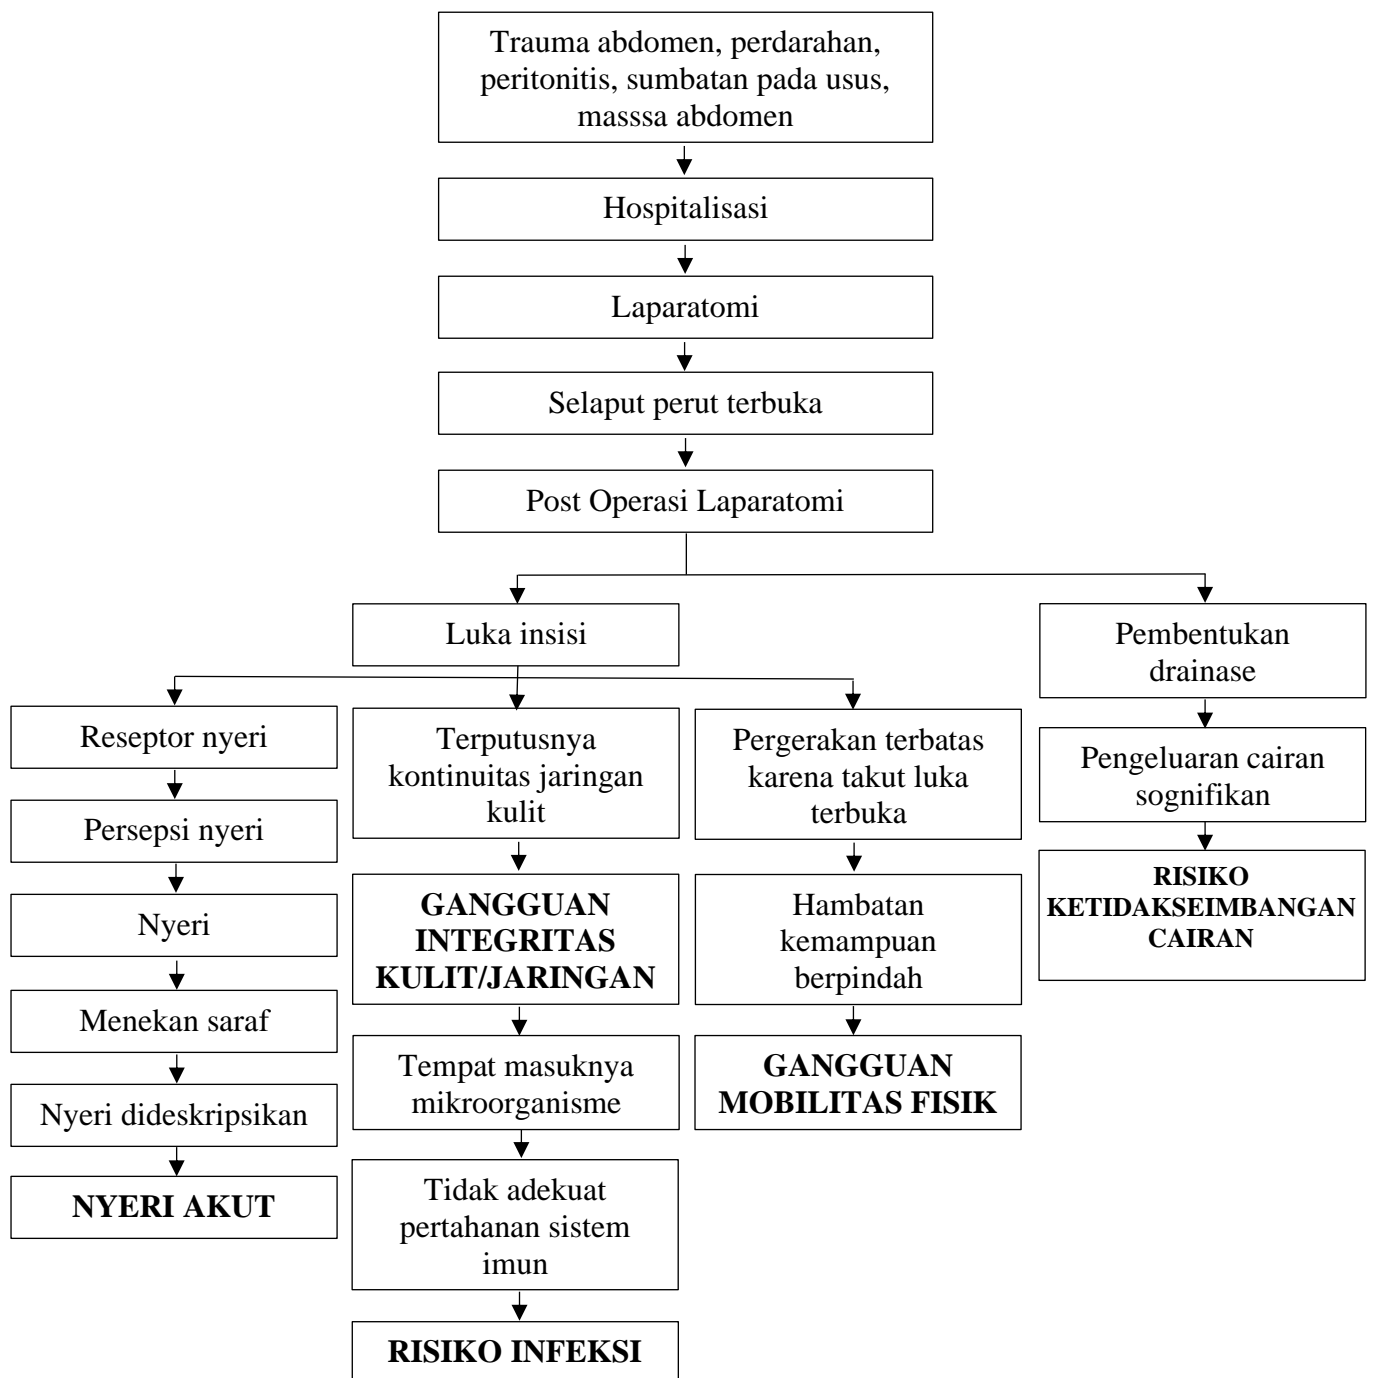 Trauma abdomen, perdarahan,
peritonitis, sumbatan pada usus,
masssa abdomen
Hospitalisasi
Laparatomi
Selaput perut terbuka
Post Operasi Laparatomi
Luka insisi
Pembentukan
drainase
Reseptor nyeri
Terputusnya
kontinuitas jaringan
kulit
Pergerakan terbatas
karena takut luka
terbuka
Pengeluaran cairan
sognifikan
Persepsi nyeri
Nyeri
GANGGUAN
INTEGRITAS
KULIT/JARINGAN
Hambatan
kemampuan
berpindah
RISIKO
KETIDAKSEIMBANGAN
CAIRAN
Menekan saraf
Tempat masuknya
mikroorganisme
GANGGUAN
MOBILITAS FISIK
Nyeri dideskripsikan
NYERI AKUT
Tidak adekuat
pertahanan sistem
imun
RISIKO INFEKSI